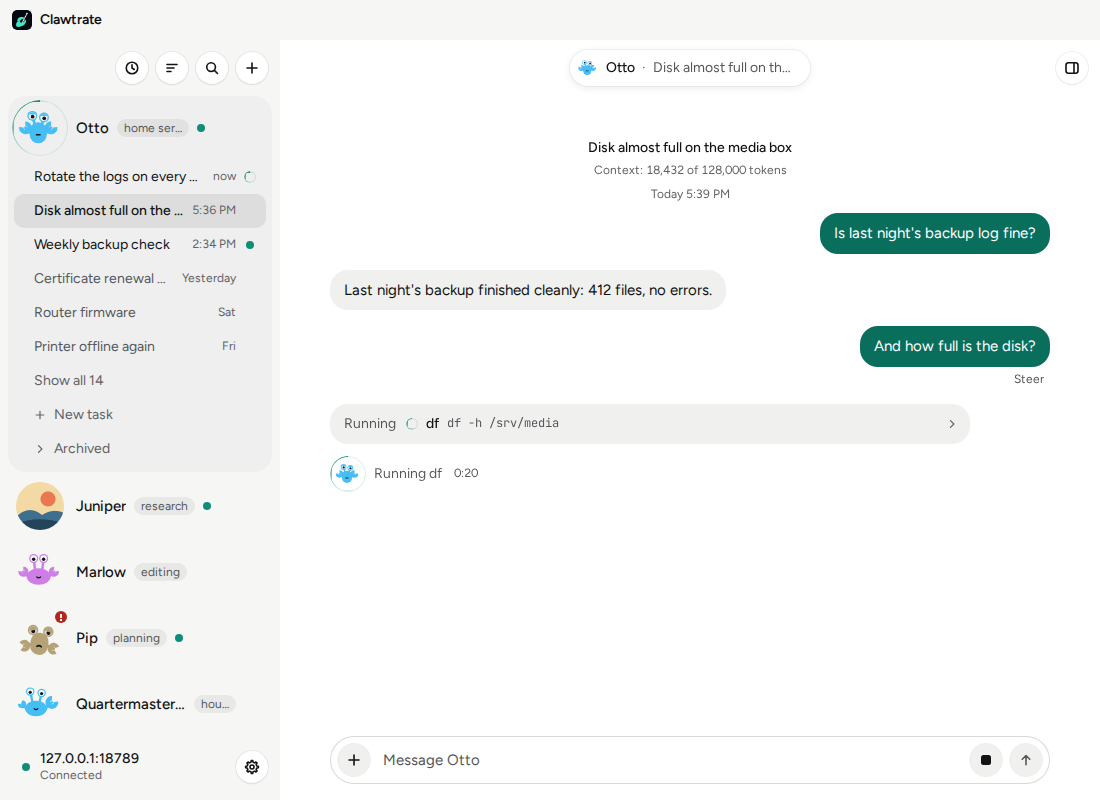 Clawtrate
Otto home ser...
Rotate the logs on every ... now
Disk almost full on the ... 5:36 PM
Weekly backup check 2:34 PM
Certificate renewal ... Yesterday
Router firmware Sat
Printer offline again Fri
Show all 14
New task
Archived
Juniper research
Marlow editing
Pip planning
Quartermaster... hou...
127.0.0.1:18789
Connected
Otto · Disk almost full on th...
Disk almost full on the media box
Context: 18,432 of 128,000 tokens
Today 5:39 PM
Is last night's backup log fine?
Last night's backup finished cleanly: 412 files, no errors.
And how full is the disk?
Steer
Running df df -h /srv/media
Running df 0:20
Message Otto